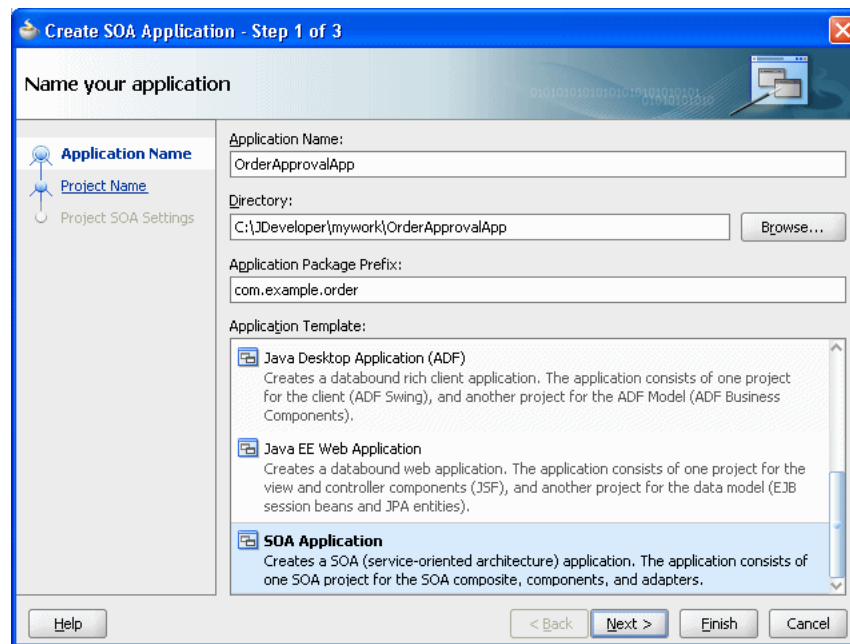 Create SOA Application - Step 1 of 3
Name your application
010101010101010101010101
01010101010
Application Name
Project Name
Project SOA Settings
Application Name:
OrderApprovalApp
Directory:
C:\JDeveloper\mywork\OrderApprovalApp
Browse...
Application Package Prefix:
com.example.order
Application Template:
Java Desktop Application (ADF)
Creates a databound rich client application. The application consists of one project
for the client (ADF Swing), and another project for the ADF Model (ADF Business
Components).
Java EE Web Application
Creates a databound web application. The application consists of one project for the
view and controller components (JSF), and another project for the data model (EJB
session beans and JPA entities).
SOA Application
Creates a SOA (service-oriented architecture) application. The application consists of
one SOA project for the SOA composite, components, and adapters.
Help
< Back
Next >
Finish
Cancel